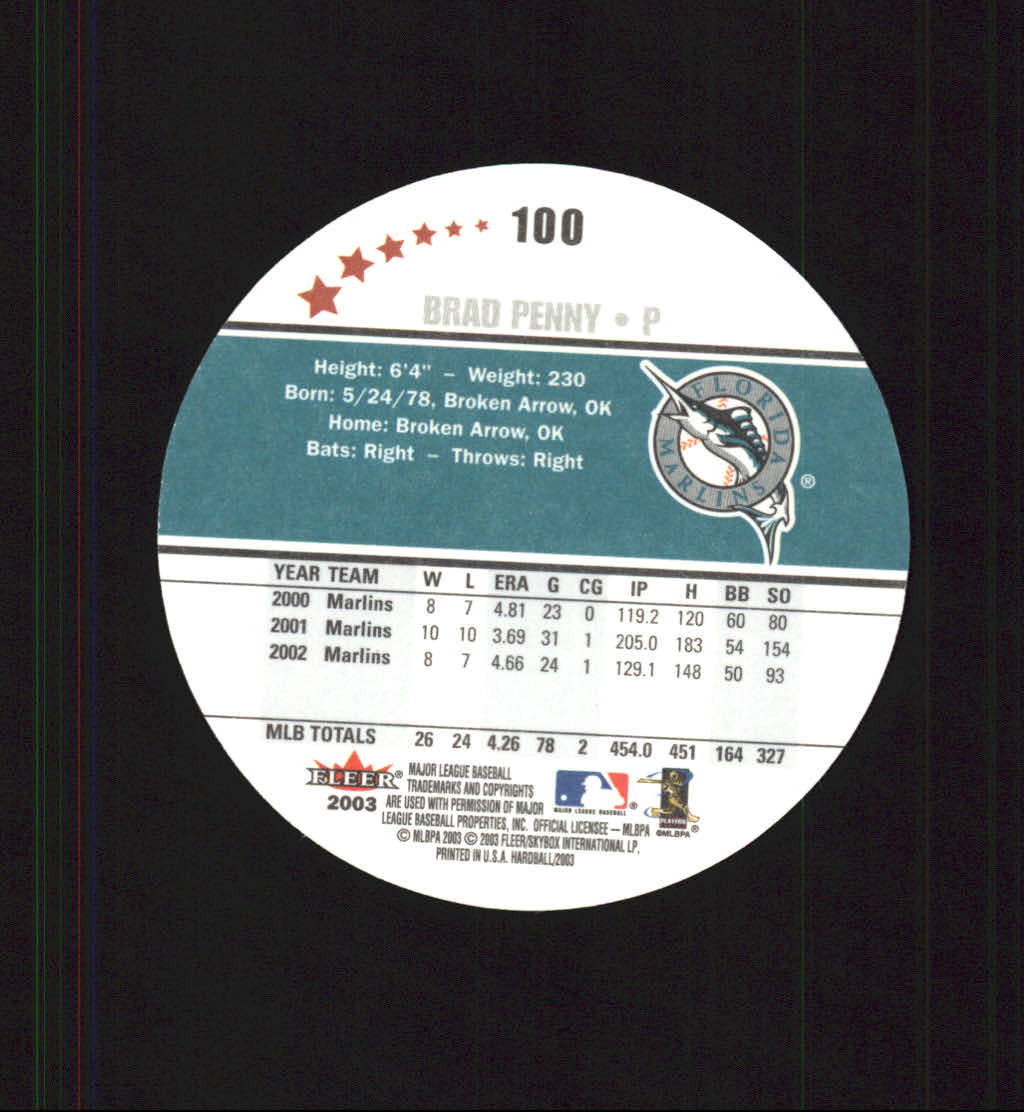 100
BRAD PENNY • P
Height: 6'4" – Weight: 230
Born: 5/24/78, Broken Arrow, OK
Home: Broken Arrow, OK
Bats: Right – Throws: Right
FLORIDA MARLINS ®
YEAR TEAM W L ERA G CG IP H BB SO
2000 Marlins 8 7 4.81 23 0 119.2 120 60 80
2001 Marlins 10 10 3.69 31 1 205.0 183 54 154
2002 Marlins 8 7 4.66 24 1 129.1 148 50 93
MLB TOTALS 26 24 4.26 78 2 454.0 451 164 327
FLEER®
2003
MAJOR LEAGUE BASEBALL
TRADEMARKS AND COPYRIGHTS
ARE USED WITH PERMISSION OF MAJOR
LEAGUE BASEBALL PROPERTIES, INC. OFFICIAL LICENSEE – MLBPA
© MLBPA 2003 © 2003 FLEER/SKYBOX INTERNATIONAL LP.
PRINTED IN U.S.A. HARDBALL/2003
MAJOR LEAGUE BASEBALL ®
PLAYERS
©MLBPA ®